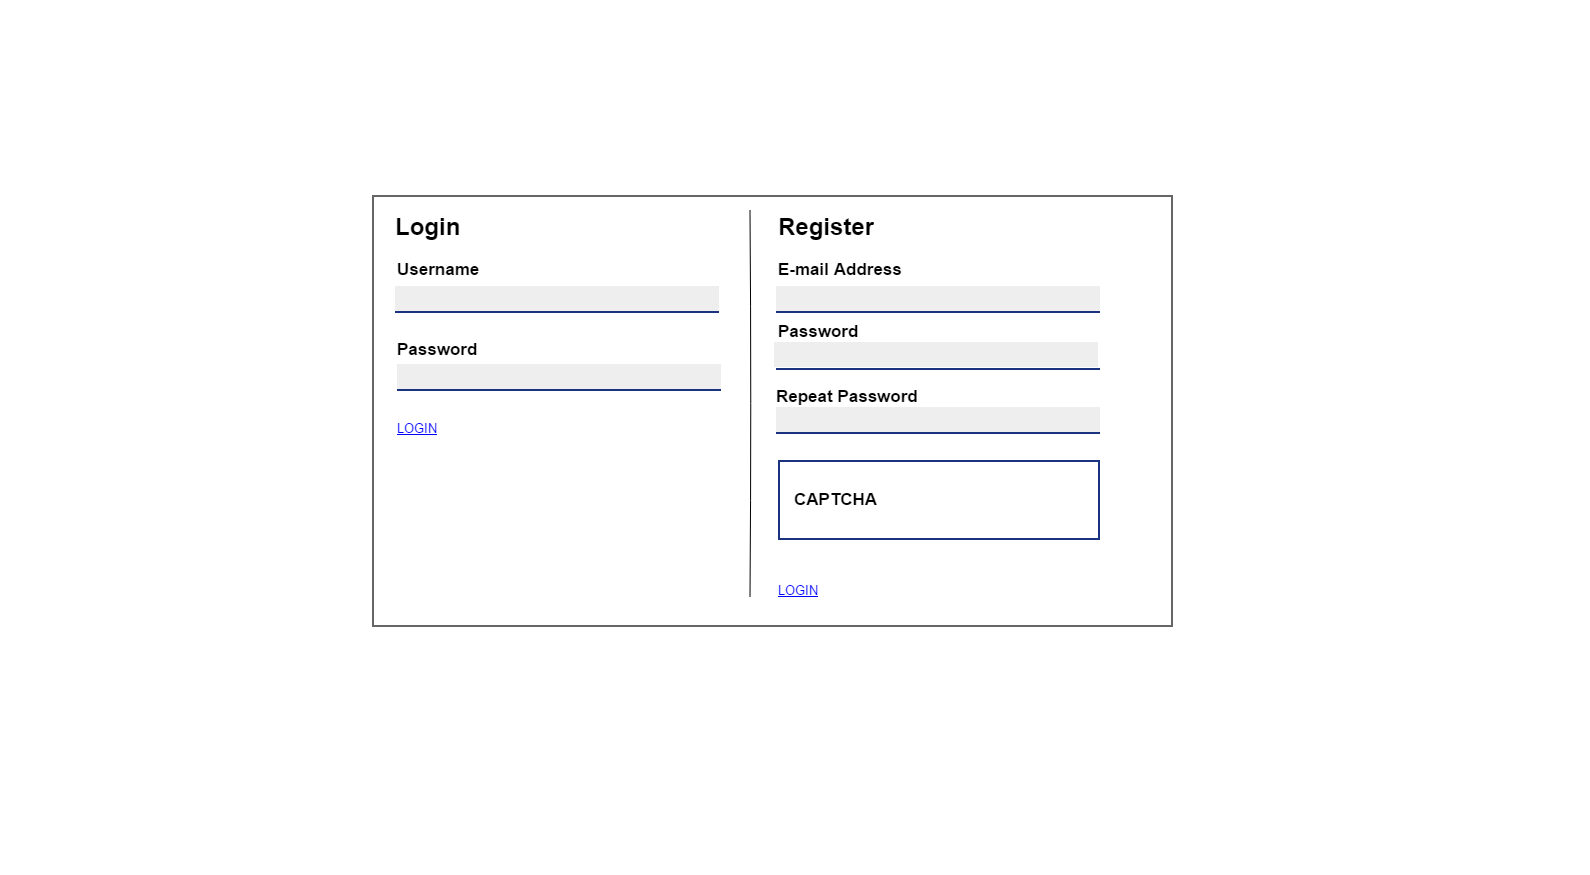 Login
Username
Password
LOGIN
Register
E-mail Address
Password
Repeat Password
CAPTCHA
LOGIN